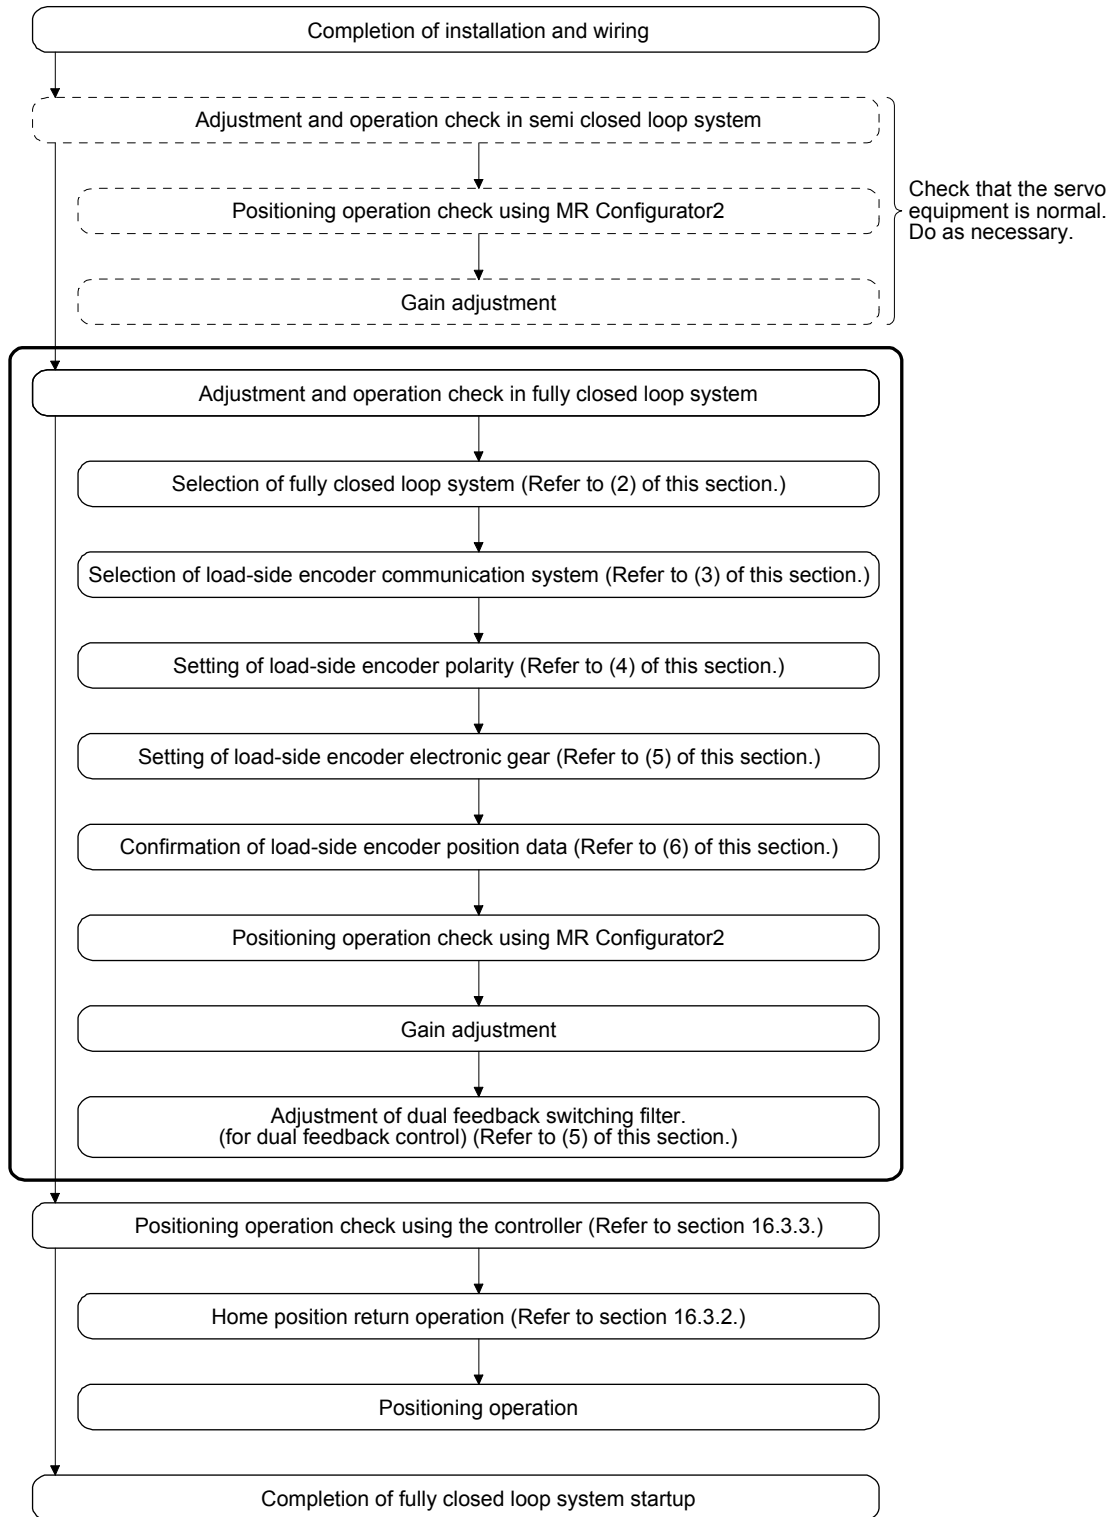 Completion of installation and wiring
Adjustment and operation check in semi closed loop system
Positioning operation check using MR Configurator2
Gain adjustment
Check that the servo
equipment is normal.
Do as necessary.
Adjustment and operation check in fully closed loop system
Selection of fully closed loop system (Refer to (2) of this section.)
Selection of load-side encoder communication system (Refer to (3) of this section.)
Setting of load-side encoder polarity (Refer to (4) of this section.)
Setting of load-side encoder electronic gear (Refer to (5) of this section.)
Confirmation of load-side encoder position data (Refer to (6) of this section.)
Positioning operation check using MR Configurator2
Gain adjustment
Adjustment of dual feedback switching filter.
(for dual feedback control) (Refer to (5) of this section.)
Positioning operation check using the controller (Refer to section 16.3.3.)
Home position return operation (Refer to section 16.3.2.)
Positioning operation
Completion of fully closed loop system startup